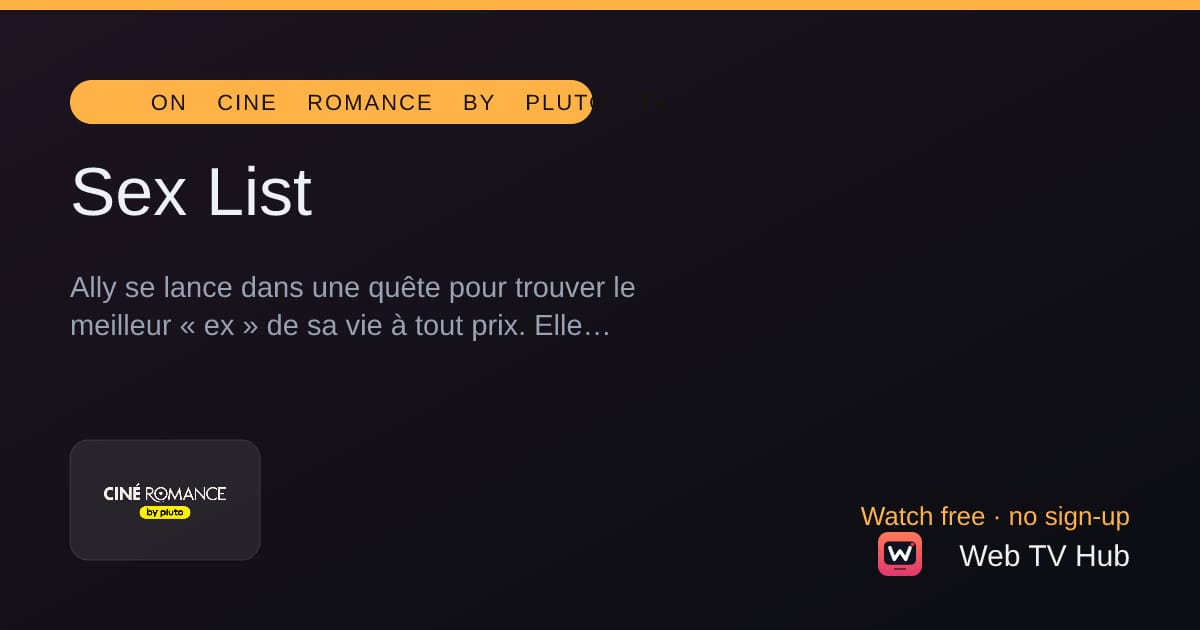 ON CINE ROMANCE BY PLUTO TV
Sex List
Ally se lance dans une quête pour trouver le
meilleur « ex » de sa vie à tout prix. Elle…
CINÉ ROMANCE
by pluto
Watch free · no sign-up
W
Web TV Hub